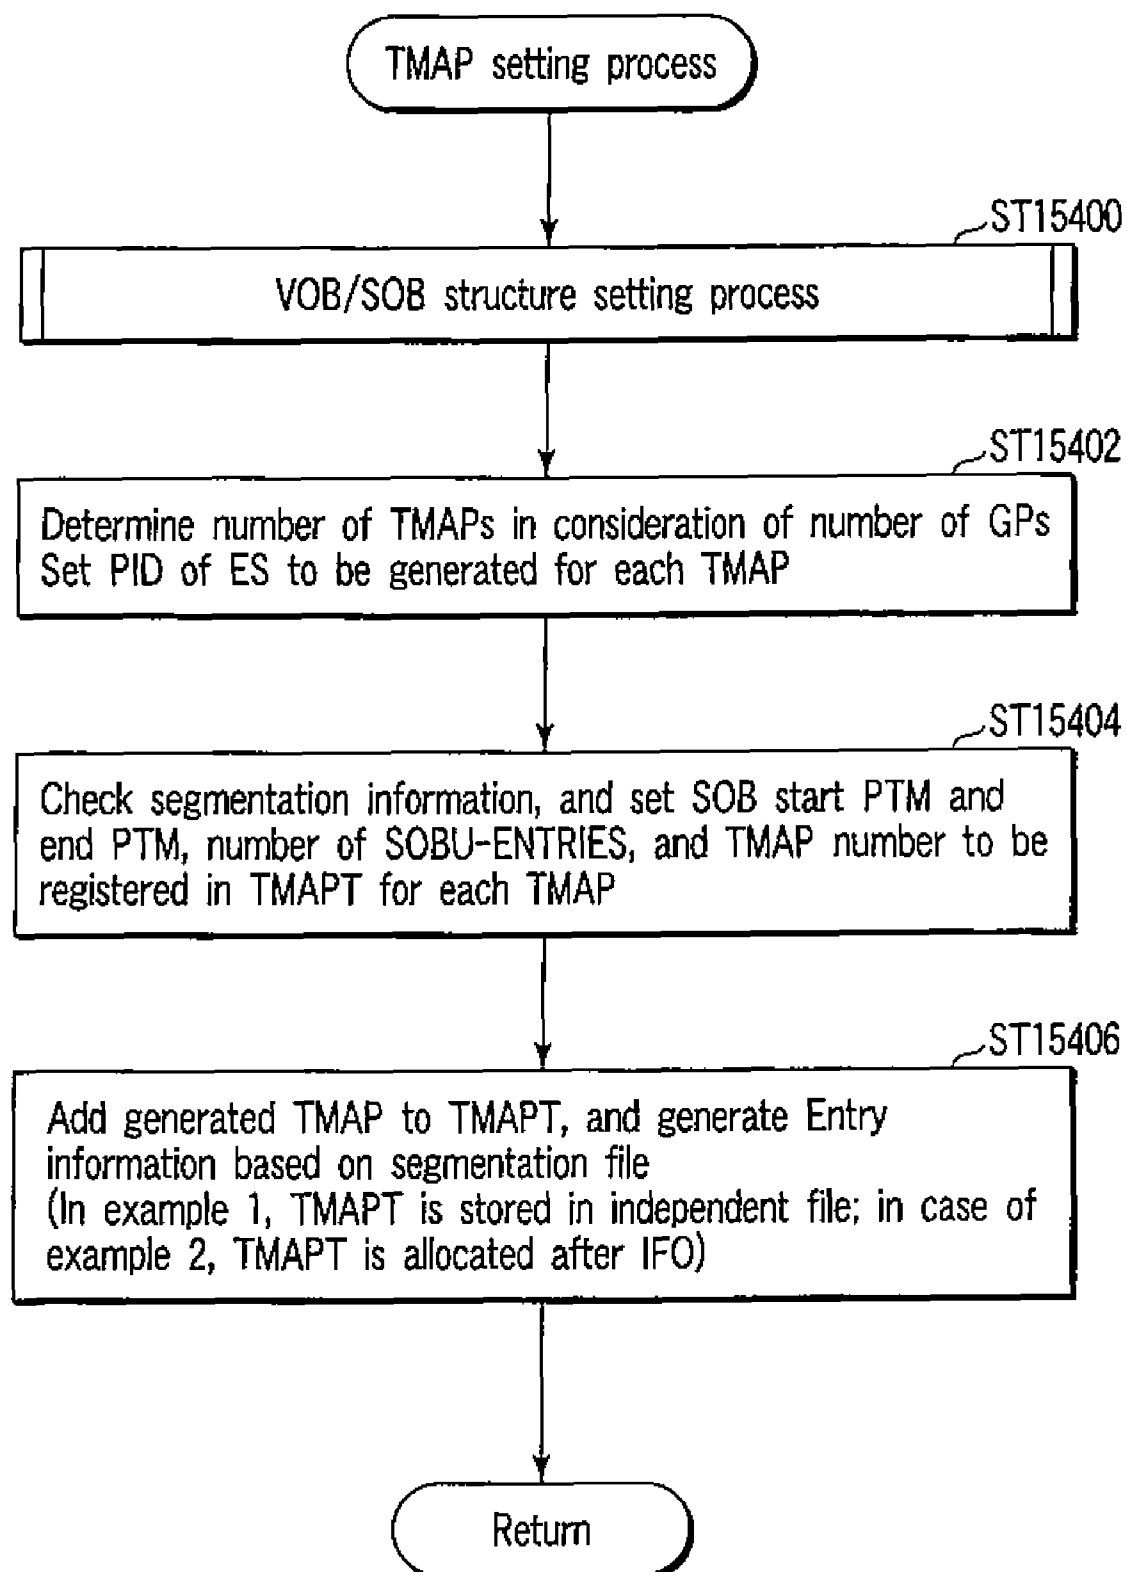 TMAP setting process
ST15400
VOB/SOB structure setting process
ST15402
Determine number of TMAPs in consideration of number of GPs
Set PID of ES to be generated for each TMAP
ST15404
Check segmentation information, and set SOB start PTM and
end PTM, number of SOBU-ENTRIES, and TMAP number to be
registered in TMAPT for each TMAP
ST15406
Add generated TMAP to TMAPT, and generate Entry
information based on segmentation file
(In example 1, TMAPT is stored in independent file; in case of
example 2, TMAPT is allocated after IFO)
Return